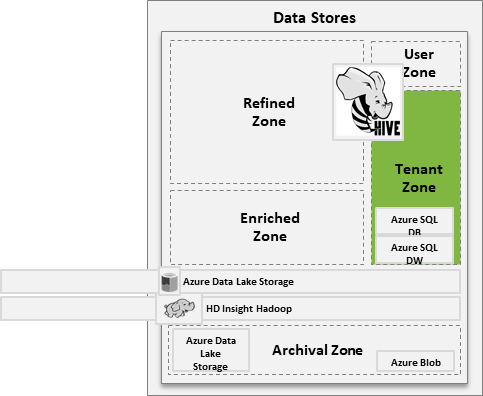 Data Stores
User
Zone
Refined
Zone
HIVE
Tenant
Zone
Azure SQL
DB
Azure SQL
DW
Enriched
Zone
Azure Data Lake Storage
HD Insight Hadoop
Azure Data
Lake
Storage
Archival Zone
Azure Blob